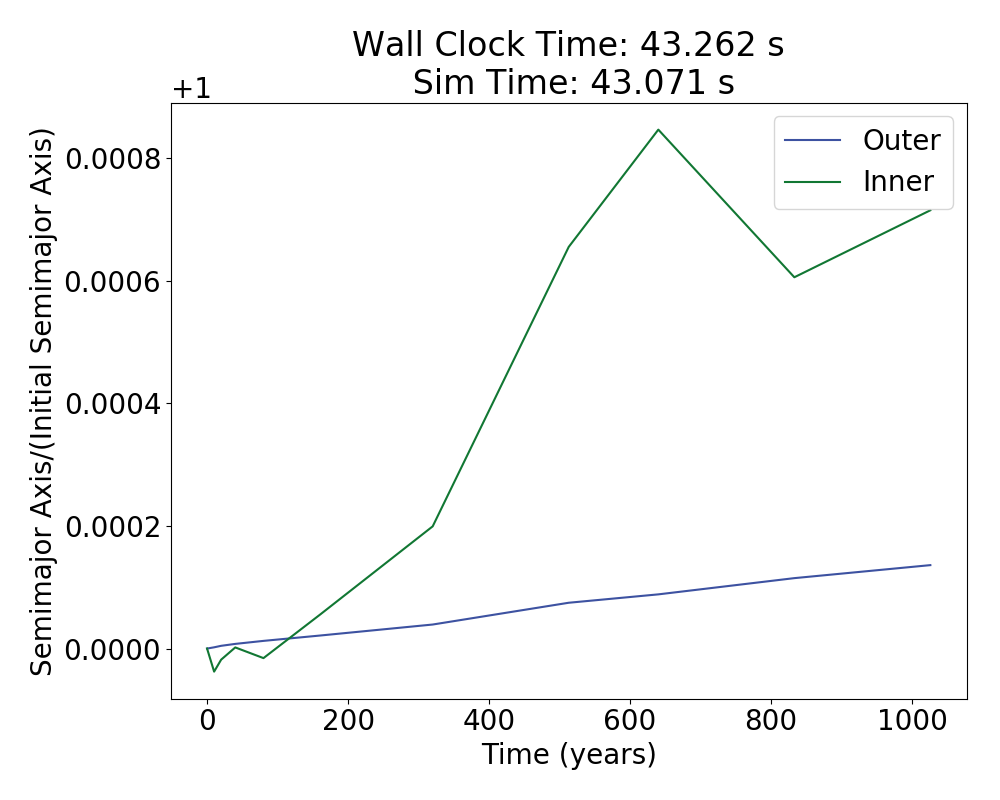 Wall Clock Time: 43.262 s
Sim Time: 43.071 s
+1
Outer
Inner
Semimajor Axis/(Initial Semimajor Axis)
0.0008
0.0006
0.0004
0.0002
0.0000
0 200 400 600 800 1000
Time (years)